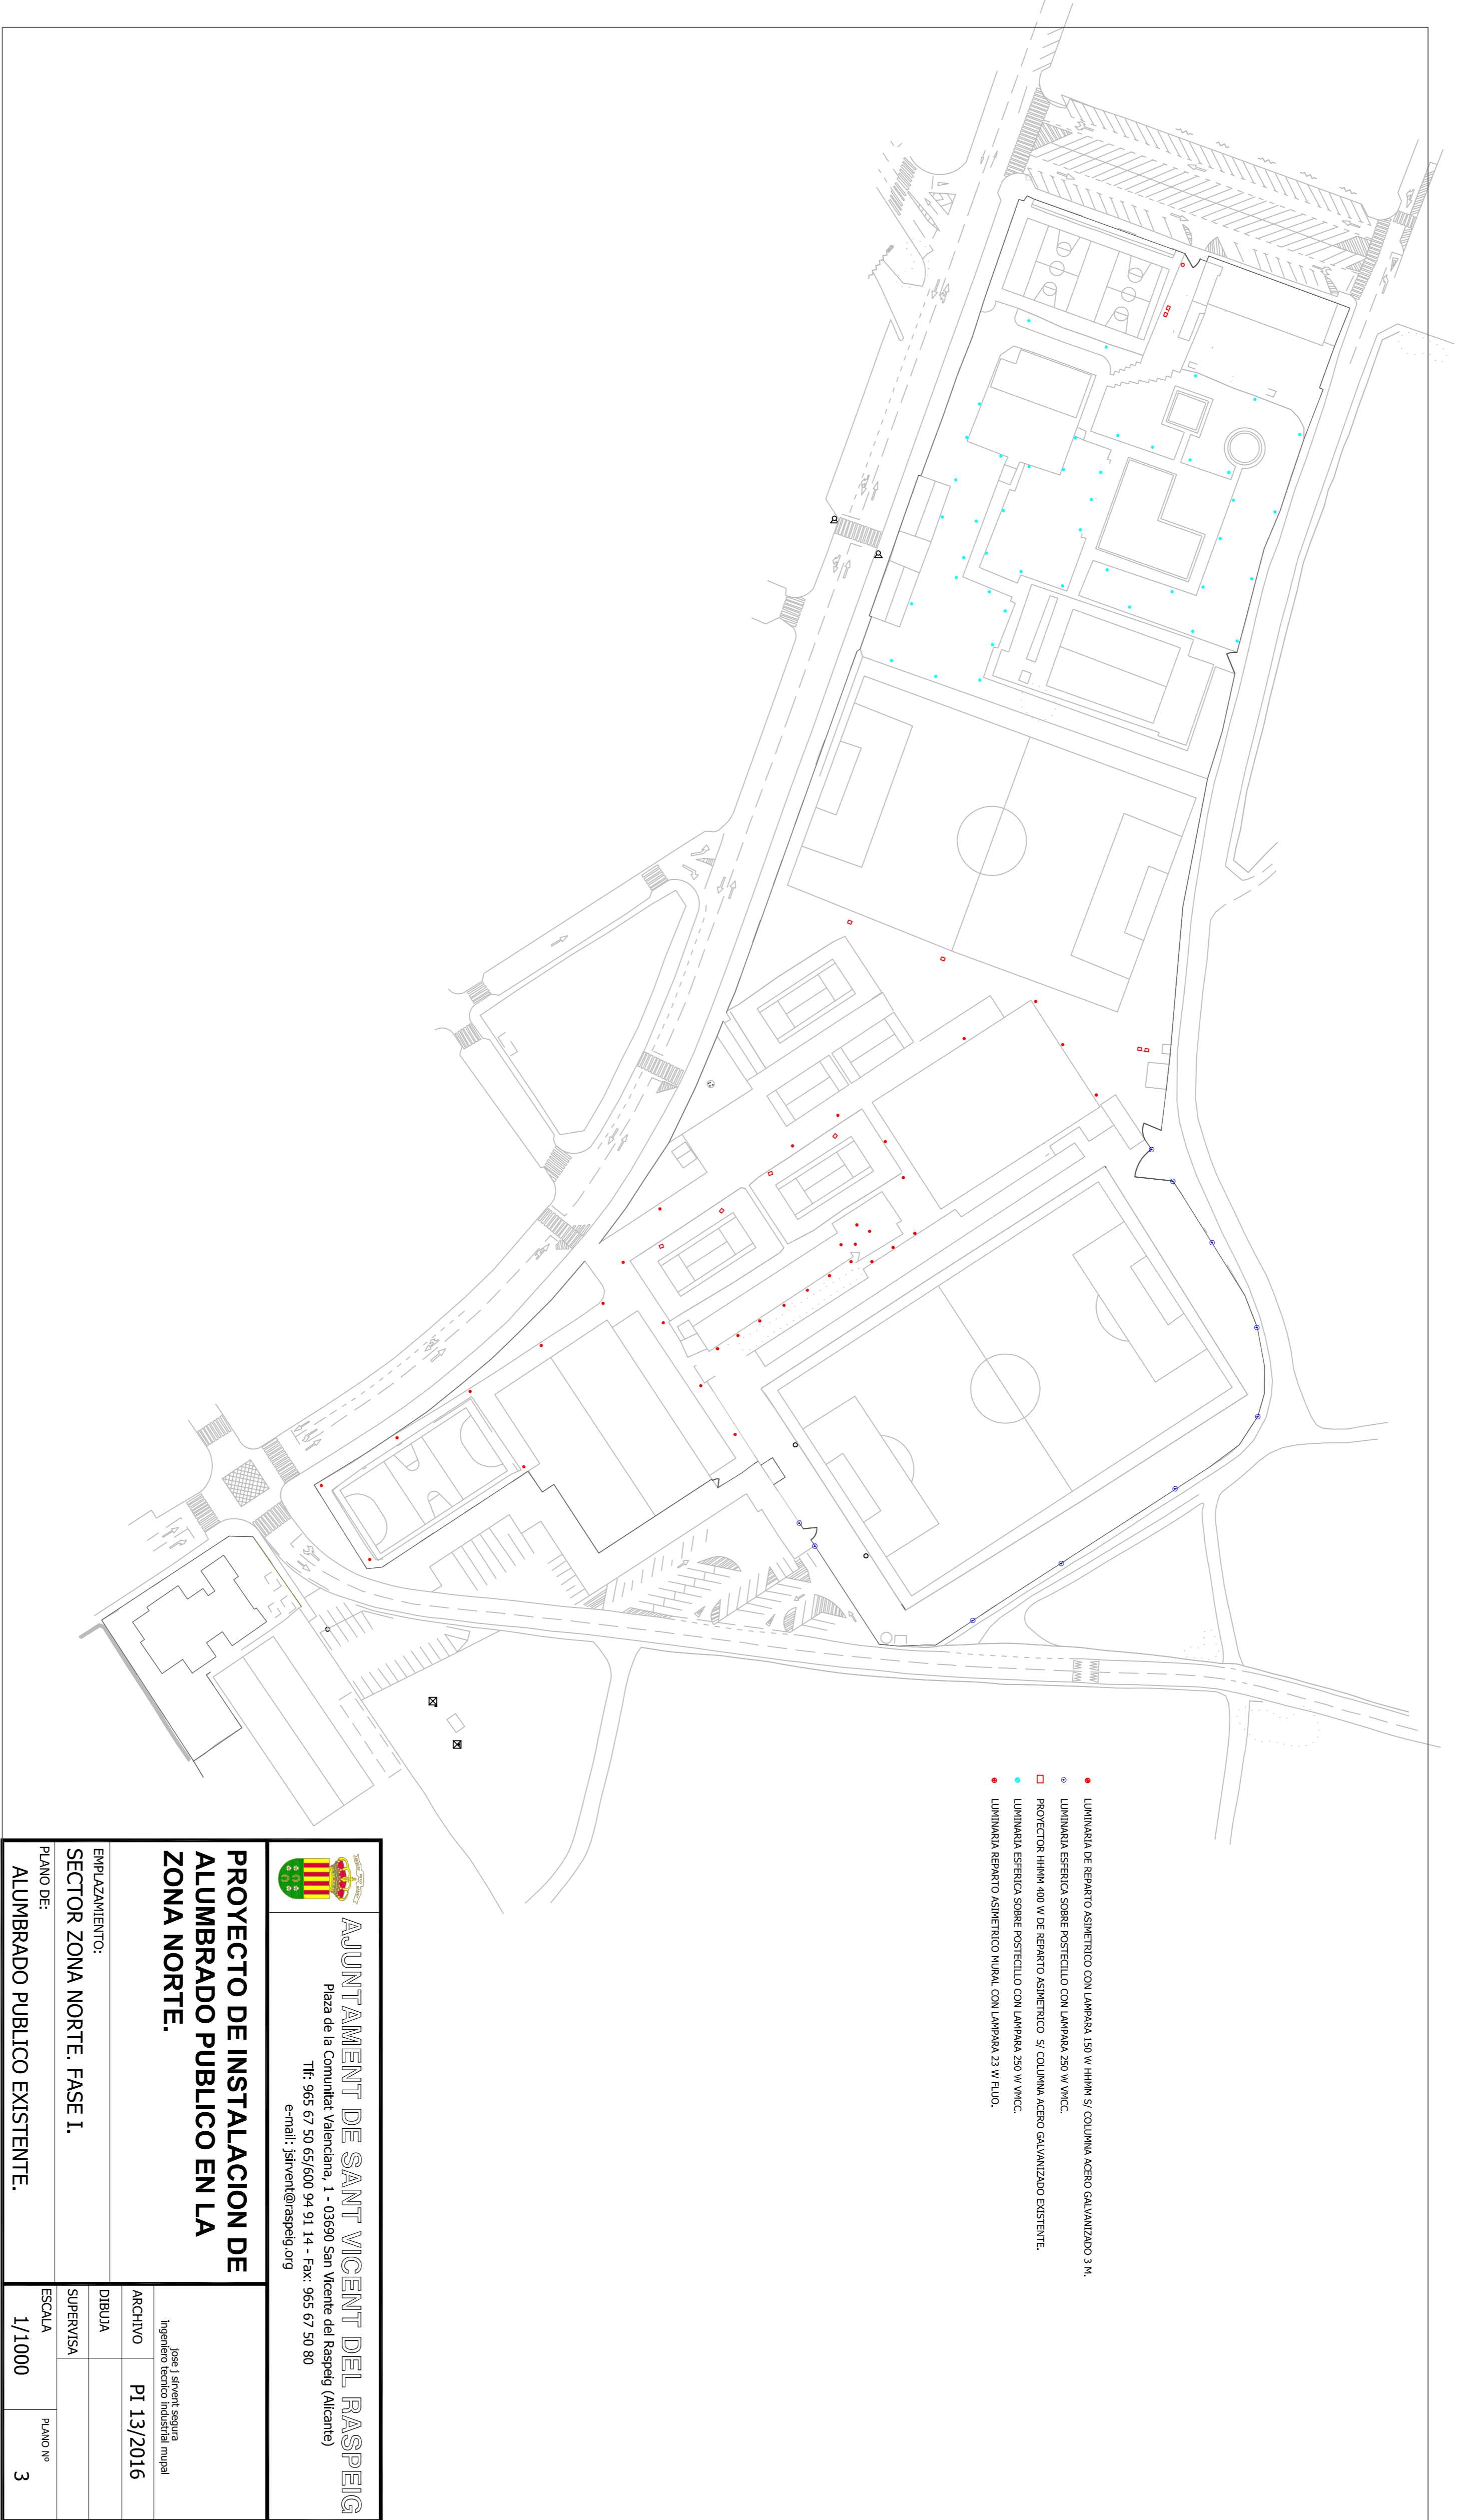 LUMINARIA DE REPARTO ASIMETRICO CON LAMPARA 150 W HHMM S/ COLUMNA ACERO GALVANIZADO 3 M.
LUMINARIA ESFERICA SOBRE POSTECILLO CON LAMPARA 250 W VMCC.
PROYECTOR HHMM 400 W DE REPARTO ASIMETRICO S/ COLUMNA ACERO GALVANIZADO EXISTENTE.
LUMINARIA ESFERICA SOBRE POSTECILLO CON LAMPARA 250 W VMCC.
LUMINARIA REPARTO ASIMETRICO MURAL CON LAMPARA 23 W FLUO.
AJUNTAMENT DE SANT VICENT DEL RASPEIG
Plaza de la Comunitat Valenciana, 1 - 03690 San Vicente del Raspeig (Alicante)
Tlf: 965 67 50 65/600 94 91 14 - Fax: 965 67 50 80
e-mail: jsirvent@raspeig.org
PROYECTO DE INSTALACION DE
ALUMBRADO PUBLICO EN LA
ZONA NORTE.
EMPLAZAMIENTO:
SECTOR ZONA NORTE. FASE I.
PLANO DE:
ALUMBRADO PUBLICO EXISTENTE.
jose j sirvent segura
ingeniero tecnico industrial mupal
ARCHIVO PI 13/2016
DIBUJA
SUPERVISA
ESCALA
1/1000
PLANO Nº
3